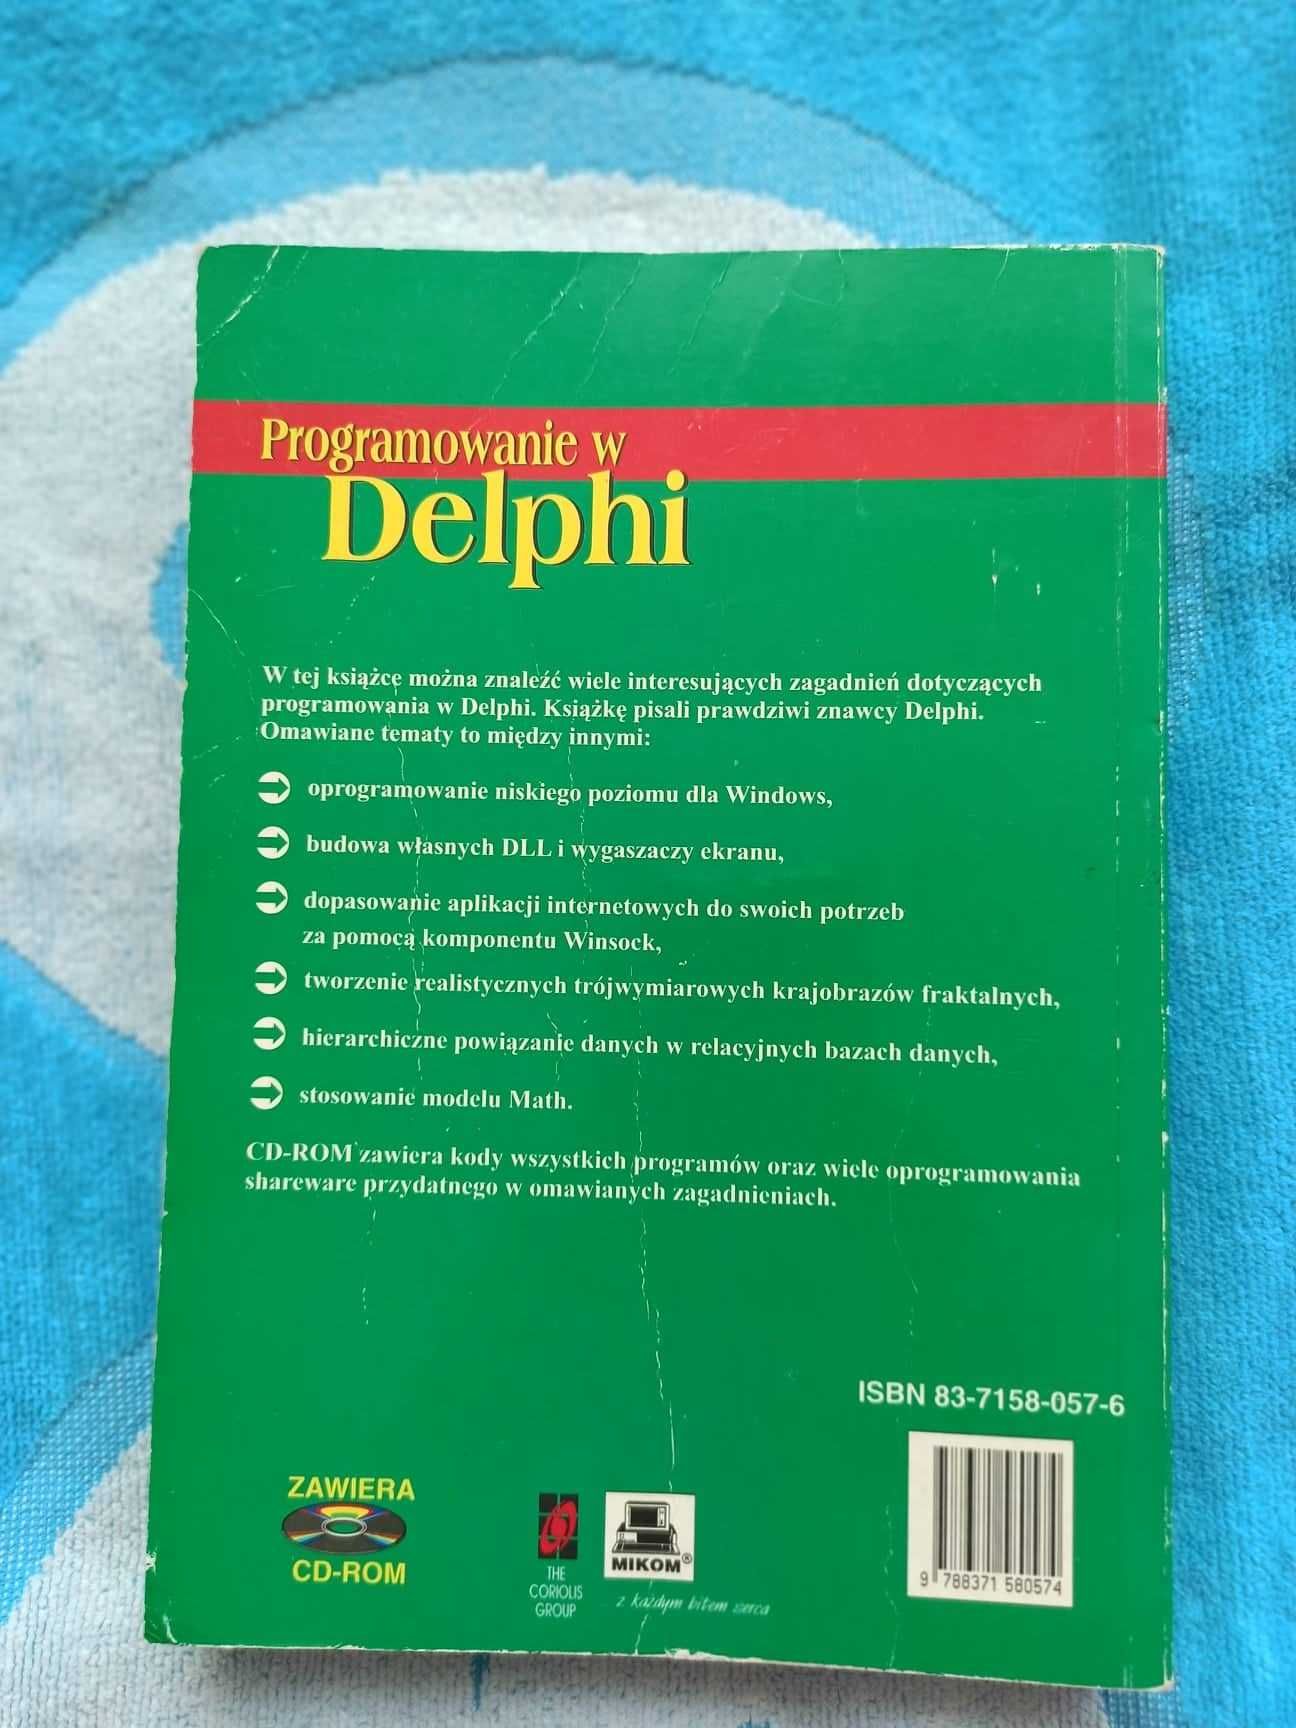 Programowanie w
Delphi
W tej książce można znaleźć wiele interesujących zagadnień dotyczących
programowania w Delphi. Książkę pisali prawdziwi znawcy Delphi.
Omawiane tematy to między innymi:
oprogramowanie niskiego poziomu dla Windows,
budowa własnych DLL i wygaszaczy ekranu,
dopasowanie aplikacji internetowych do swoich potrzeb
za pomocą komponentu Winsock,
tworzenie realistycznych trójwymiarowych krajobrazów fraktalnych,
hierarchiczne powiązanie danych w relacyjnych bazach danych,
stosowanie modelu Math.
CD-ROM zawiera kody wszystkich programów oraz wiele oprogramowania
shareware przydatnego w omawianych zagadnieniach.
ISBN 83-7158-057-6
9 788371 580574
ZAWIERA
CD-ROM
THE
CORIOLIS
GROUP
MIKOM®
z każdym bitem serca